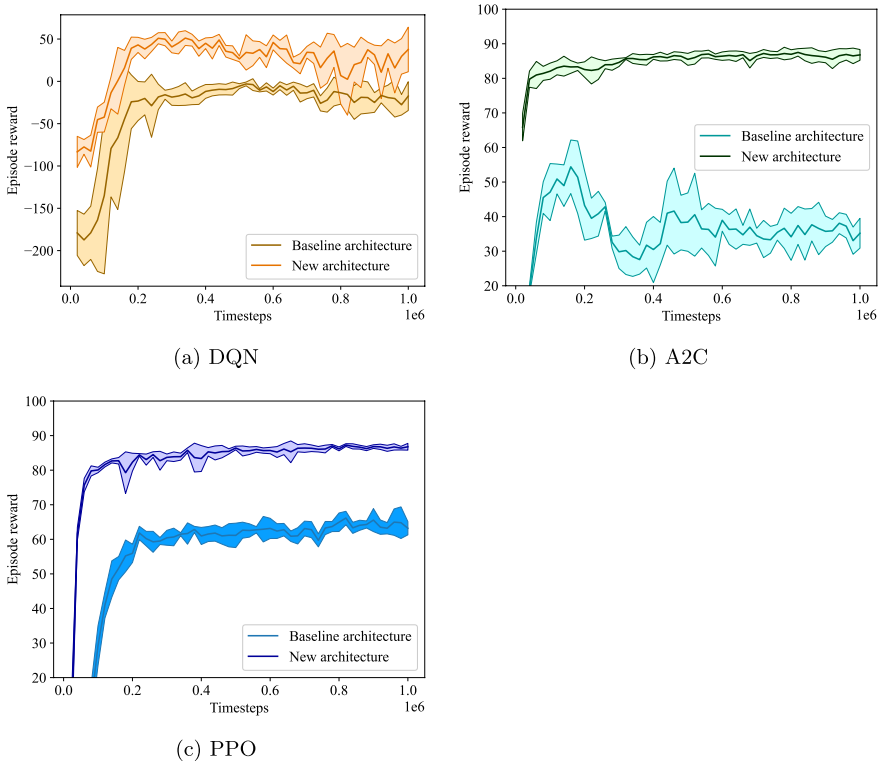 50
0
−50
−100
−150
−200
Episode reward
Baseline architecture
New architecture
0.0 0.2 0.4 0.6 0.8 1.0
Timesteps
1e6
(a) DQN
100
90
80
70
60
50
40
30
20
Episode reward
Baseline architecture
New architecture
0.0 0.2 0.4 0.6 0.8 1.0
Timesteps
1e6
(b) A2C
100
90
80
70
60
50
40
30
20
Episode reward
Baseline architecture
New architecture
0.0 0.2 0.4 0.6 0.8 1.0
Timesteps
1e6
(c) PPO